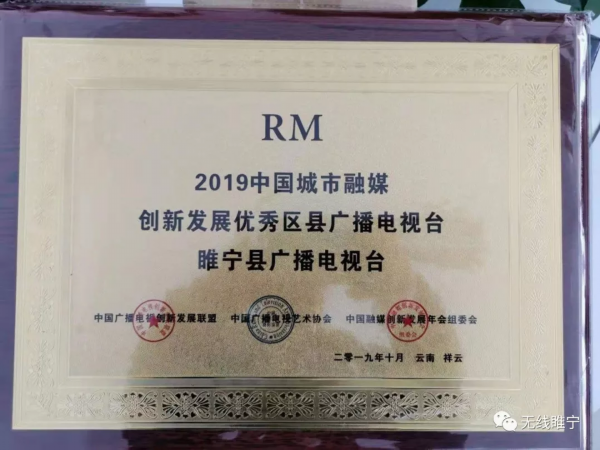 RM
2019中国城市融媒
创新发展优秀区县广播电视台
睢宁县广播电视台
中国广播电视创新发展联盟 中国广播电视艺术协会 中国融媒创新发展年会组委会
二零一九年十月 云南 祥云
无线睢宁